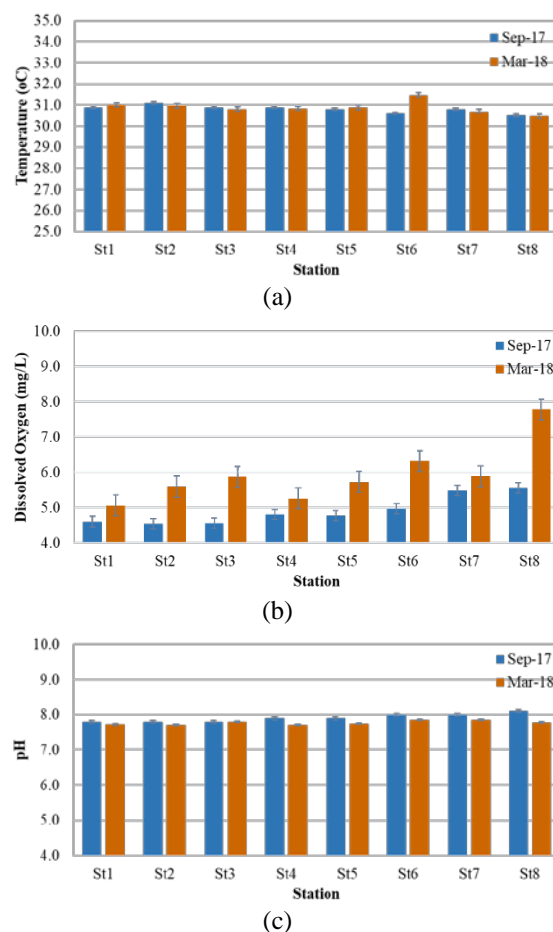 35.0
34.0
33.0
32.0
31.0
30.0
29.0
28.0
27.0
26.0
25.0
Temperature (oC)
Sep-17
Mar-18
St1 St2 St3 St4 St5 St6 St7 St8
Station
(a)
10.0
9.0
8.0
7.0
6.0
5.0
4.0
Dissolved Oxygen (mg/L)
Sep-17
Mar-18
St1 St2 St3 St4 St5 St6 St7 St8
Station
(b)
10.0
9.0
8.0
7.0
6.0
5.0
4.0
pH
Sep-17
Mar-18
St1 St2 St3 St4 St5 St6 St7 St8
Station
(c)